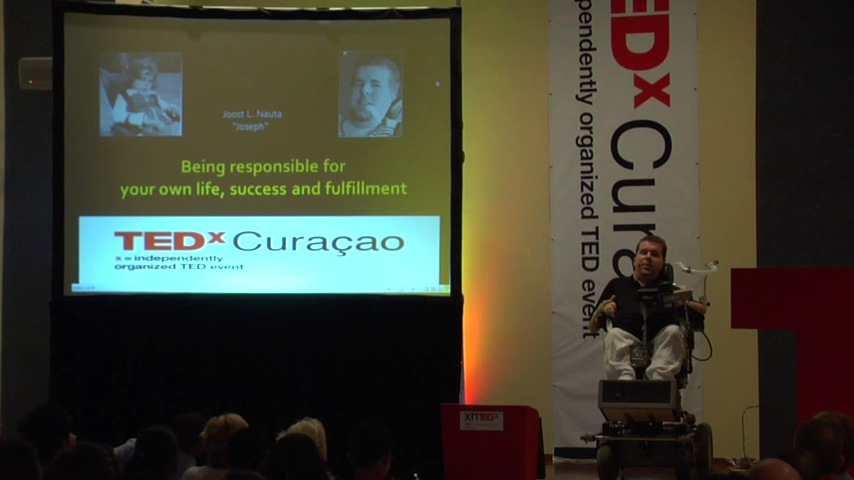 Joost L. Nauta
"Joseph"
Being responsible for
your own life, success and fulfillment
TEDx Curaçao
x = independently
organized TED event
TEDx
Cura
independently organized TED event
XITEDx